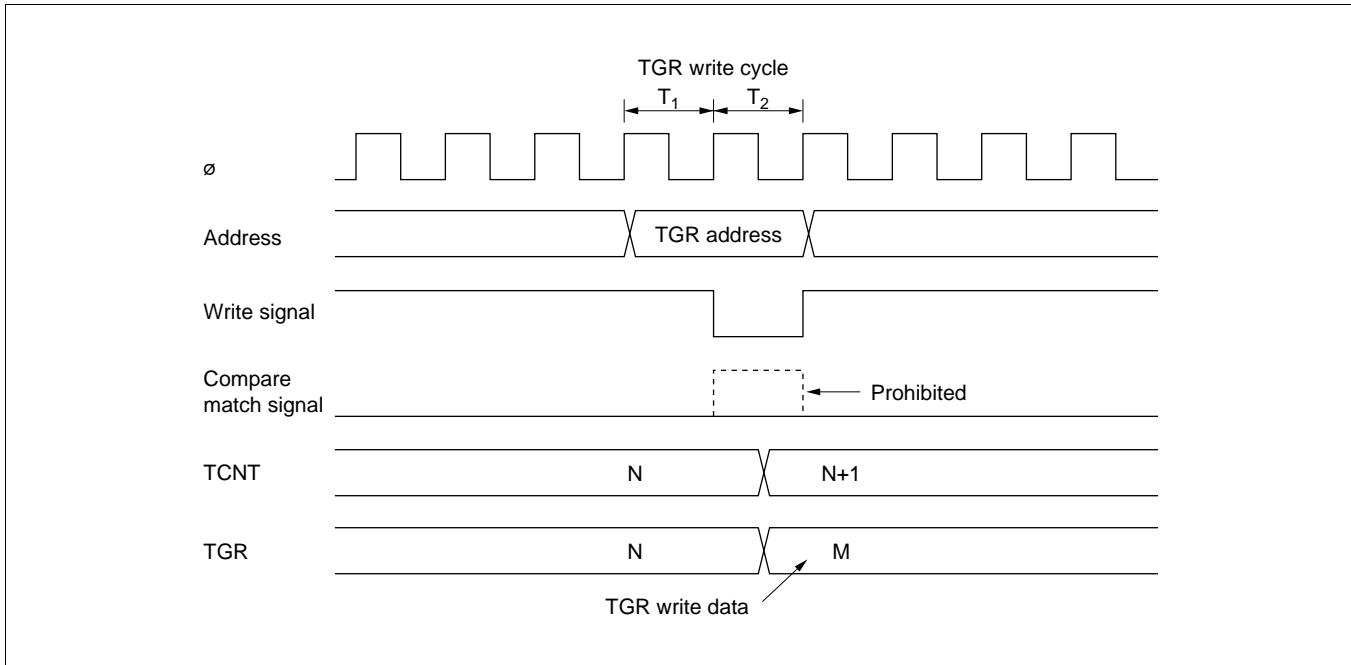 TGR write cycle
T1 T2
ø
Address TGR address
Write signal
Compare
match signal
Prohibited
TCNT N N+1
TGR N M
TGR write data